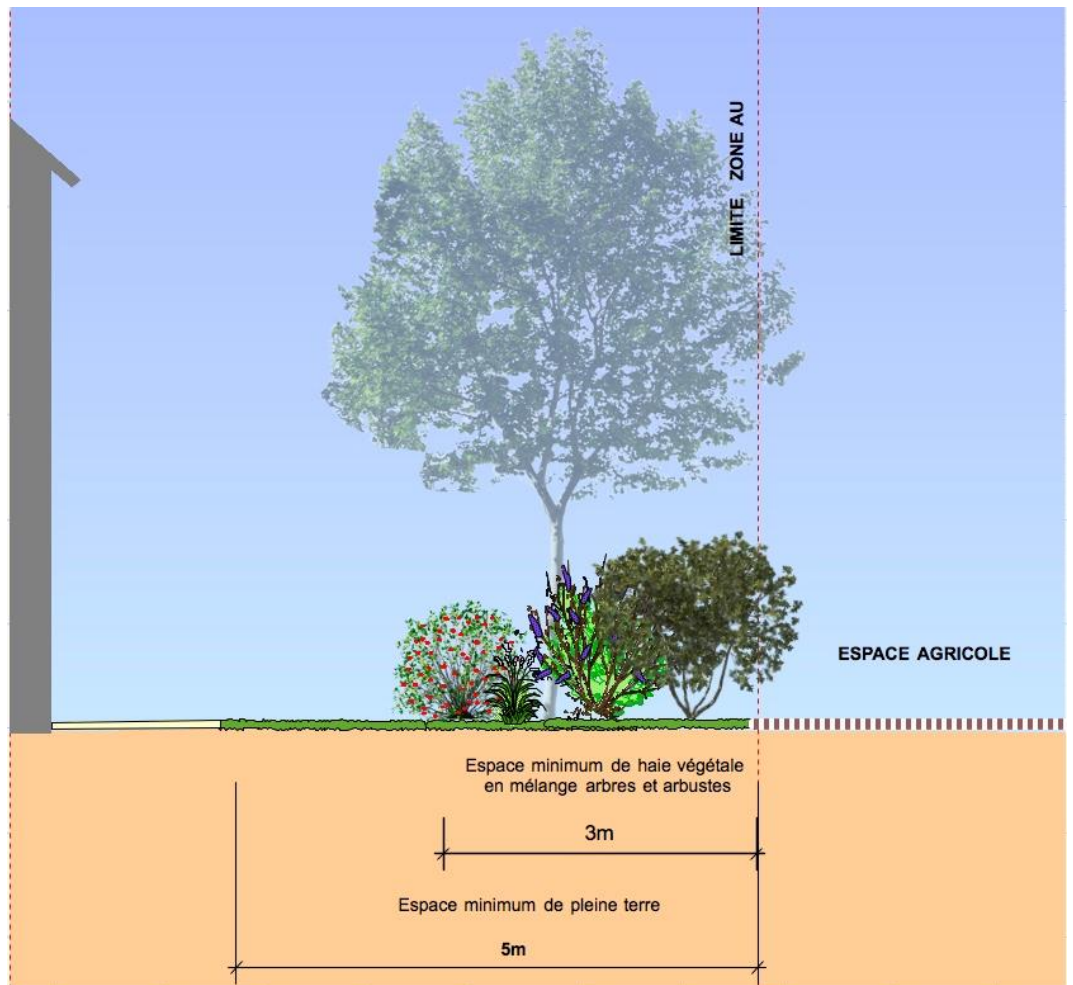 LIMITE ZONE AU
ESPACE AGRICOLE
Espace minimum de haie végétale
en mélange arbres et arbustes
3m
Espace minimum de pleine terre
5m